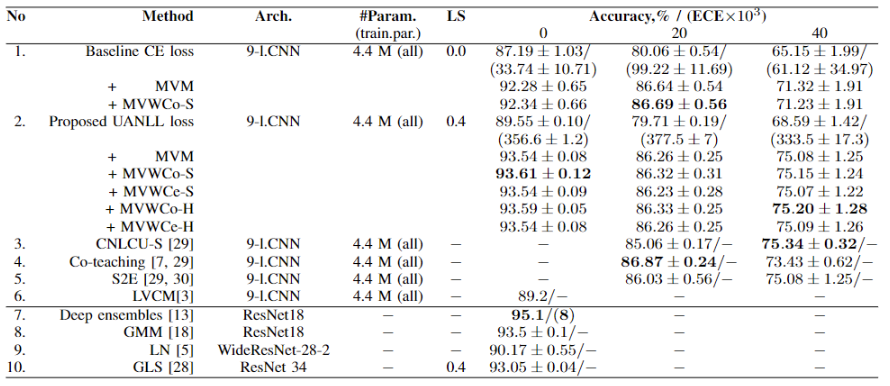 No Method Arch. #Param. LS Accuracy,% / (ECE×10³)
(train.par.) 0 20 40
1. Baseline CE loss 9-l.CNN 4.4 M (all) 0.0 87.19 ± 1.03/ 80.06 ± 0.54/ 65.15 ± 1.99/
(33.74 ± 10.71) (99.22 ± 11.69) (61.12 ± 34.97)
+ MVM 92.28 ± 0.65 86.64 ± 0.54 71.32 ± 1.91
+ MVWCo-S 92.34 ± 0.66 86.69 ± 0.56 71.23 ± 1.91
2. Proposed UANLL loss 9-l.CNN 4.4 M (all) 0.4 89.55 ± 0.10/ 79.71 ± 0.19/ 68.59 ± 1.42/
(356.6 ± 1.2) (377.5 ± 7) (333.5 ± 17.3)
+ MVM 93.54 ± 0.08 86.26 ± 0.25 75.08 ± 1.25
+ MVWCo-S 93.61 ± 0.12 86.32 ± 0.31 75.15 ± 1.24
+ MVWCe-S 93.54 ± 0.09 86.23 ± 0.28 75.07 ± 1.22
+ MVWCo-H 93.59 ± 0.05 86.33 ± 0.25 75.20 ± 1.28
+ MVWCe-H 93.54 ± 0.08 86.26 ± 0.25 75.09 ± 1.26
3. CNLCU-S [29] 9-l.CNN 4.4 M (all) − − 85.06 ± 0.17/− 75.34 ± 0.32/−
4. Co-teaching [7, 29] 9-l.CNN 4.4 M (all) − − 86.87 ± 0.24/− 73.43 ± 0.62/−
5. S2E [29, 30] 9-l.CNN 4.4 M (all) − − 86.03 ± 0.56/− 75.08 ± 1.25/−
6. LVCM[3] 9-l.CNN 4.4 M (all) − 89.2/− − −
7. Deep ensembles [13] ResNet18 − − 95.1/(8) − −
8. GMM [18] ResNet18 − − 93.5 ± 0.1/− − −
9. LN [5] WideResNet-28-2 − − 90.17 ± 0.55/− − −
10. GLS [28] ResNet 34 − 0.4 93.05 ± 0.04/− − −